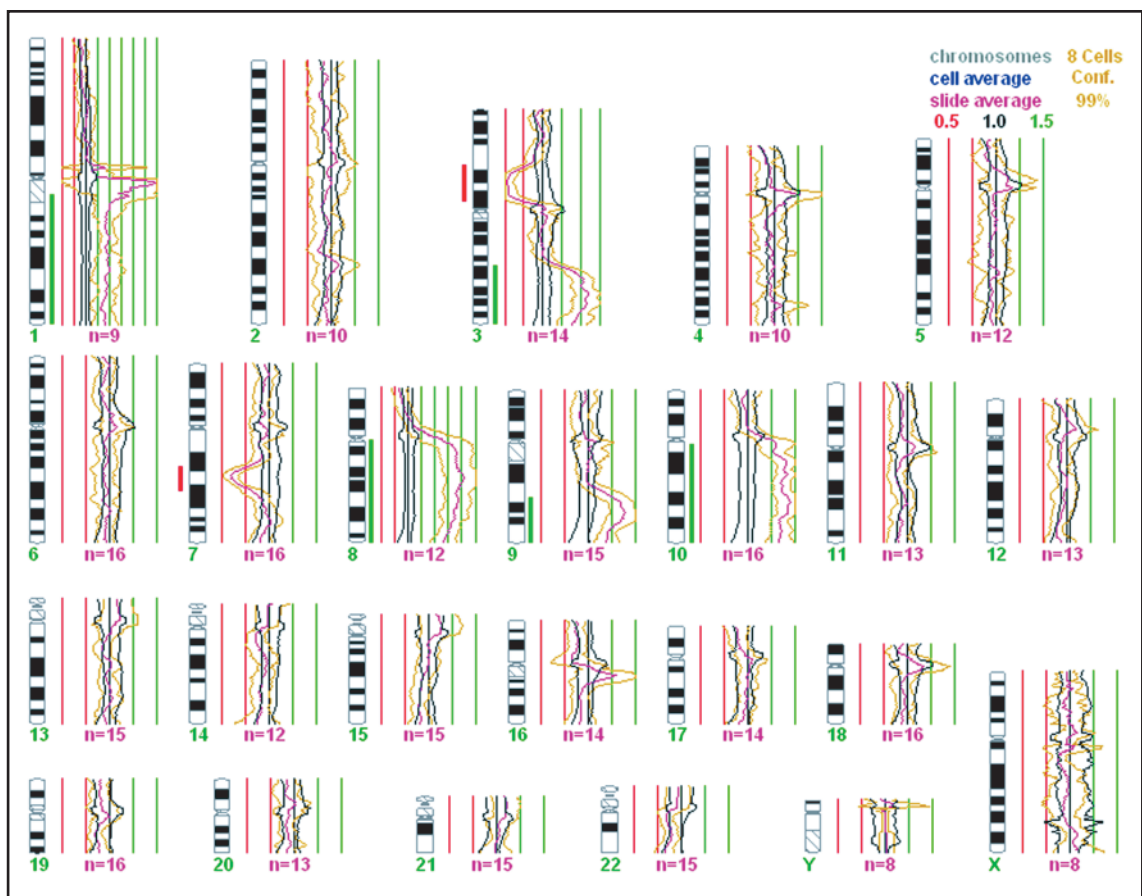 chromosomes 8 Cells
cell average Conf.
slide average 99%
0.5 1.0 1.5
1 n=9
2 n=10
3 n=14
4 n=10
5 n=12
6 n=16
7 n=16
8 n=12
9 n=15
10 n=16
11 n=13
12 n=13
13 n=15
14 n=12
15 n=15
16 n=14
17 n=14
18 n=16
19 n=16
20 n=13
21 n=15
22 n=15
Y n=8
X n=8